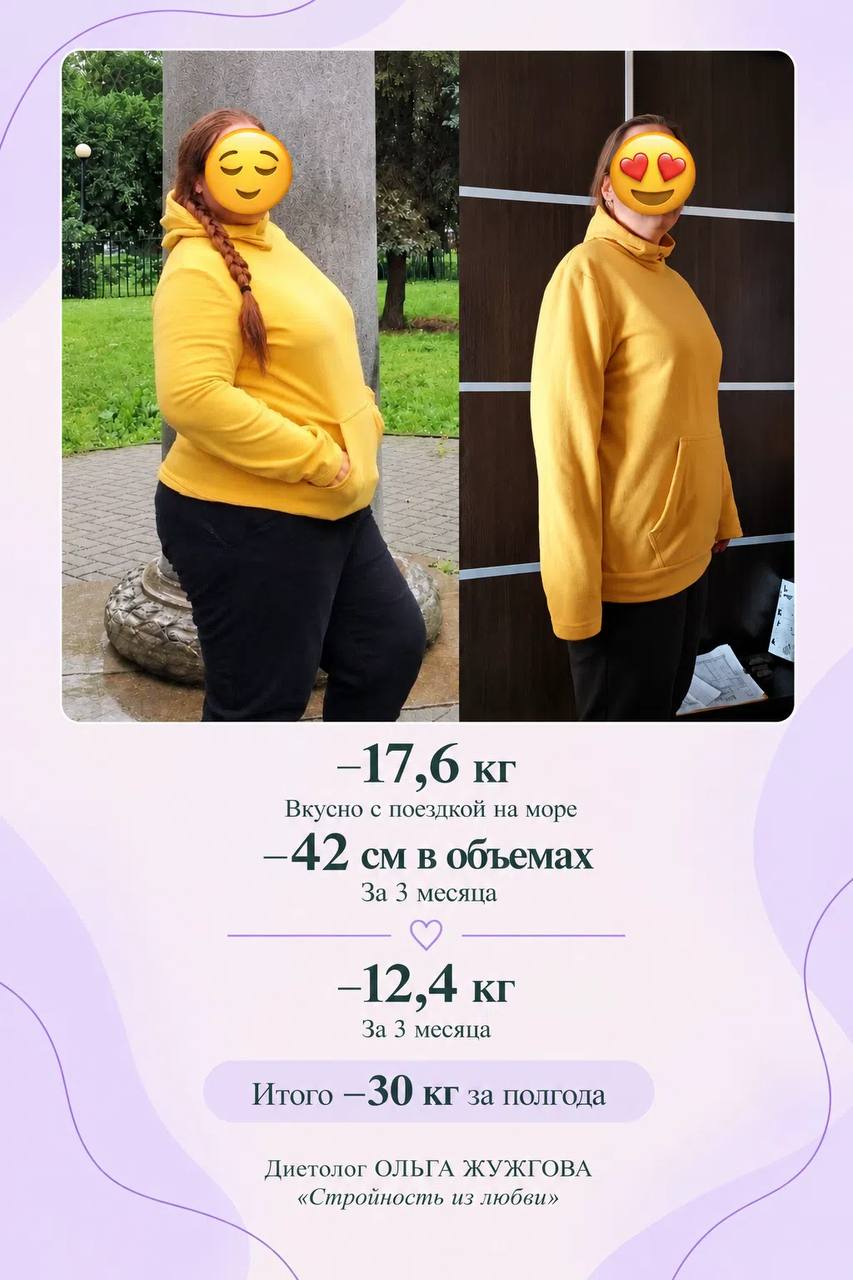 –17,6 кг
Вкусно с поездкой на море
–42 см в объемах
За 3 месяца
–12,4 кг
За 3 месяца
Итого –30 кг за полгода
Диетолог ОЛЬГА ЖУЖГОВА
«Стройность из любви»